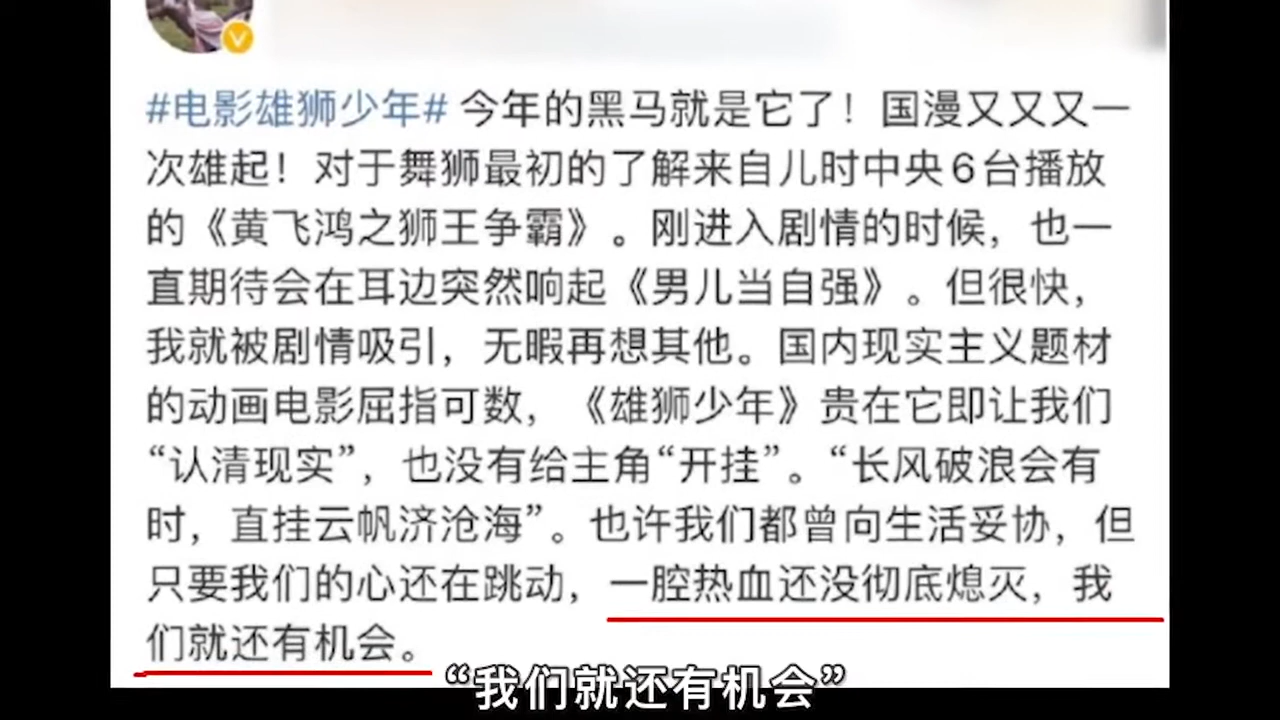 #电影雄狮少年# 今年的黑马就是它了！国漫又又又一
次雄起！对于舞狮最初的了解来自儿时中央6台播放
的《黄飞鸿之狮王争霸》。刚进入剧情的时候，也一
直期待会在耳边突然响起《男儿当自强》。但很快，
我就被剧情吸引，无暇再想其他。国内现实主义题材
的动画电影屈指可数，《雄狮少年》贵在它即让我们
“认清现实”，也没有给主角“开挂”。“长风破浪会有
时，直挂云帆济沧海”。也许我们都曾向生活妥协，但
只要我们的心还在跳动，一腔热血还没彻底熄灭，我
们就还有机会。
“我们就还有机会”